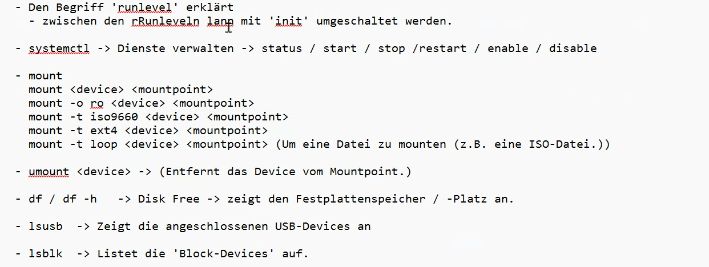 - Den Begriff 'runlevel' erklärt
- zwischen den rRunleveln lann mit 'init' umgeschaltet werden.
- systemctl -> Dienste verwalten -> status / start / stop /restart / enable / disable
- mount
mount <device> <mountpoint>
mount -o ro <device> <mountpoint>
mount -t iso9660 <device> <mountpoint>
mount -t ext4 <device> <mountpoint>
mount -t loop <device> <mountpoint> (Um eine Datei zu mounten (z.B. eine ISO-Datei.))
- umount <device> -> (Entfernt das Device vom Mountpoint.)
- df / df -h -> Disk Free -> zeigt den Festplattenspeicher / -Platz an.
- lsusb -> Zeigt die angeschlossenen USB-Devices an
- lsblk -> Listet die 'Block-Devices' auf.